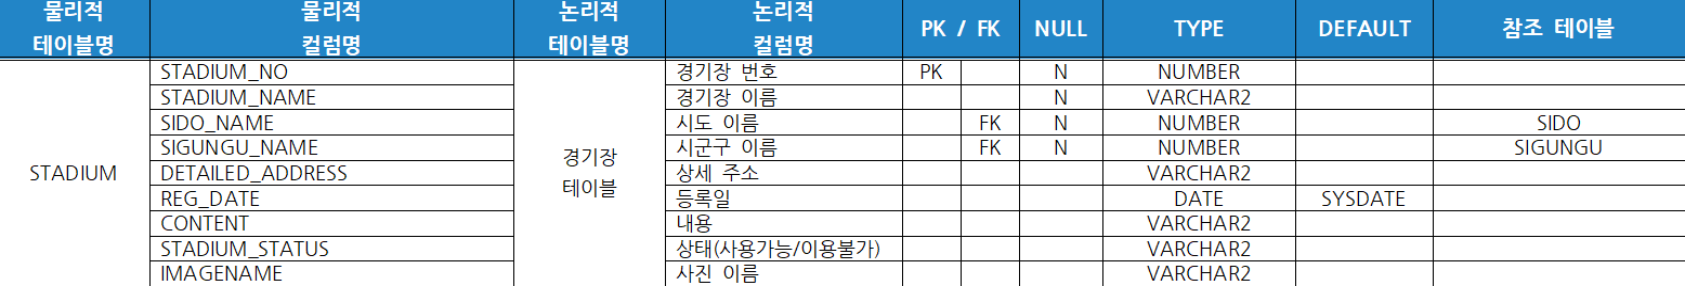 물리적 테이블명 물리적 컬럼명 논리적 테이블명 논리적 컬럼명 PK / FK NULL TYPE DEFAULT 참조 테이블
STADIUM_NO 경기장 번호 PK N NUMBER
STADIUM_NAME 경기장 이름 N VARCHAR2
SIDO_NAME 시도 이름 FK N NUMBER SIDO
SIGUNGU_NAME 시군구 이름 FK N NUMBER SIGUNGU
STADIUM DETAILED_ADDRESS 경기장 테이블 상세 주소 VARCHAR2
REG_DATE 등록일 DATE SYSDATE
CONTENT 내용 VARCHAR2
STADIUM_STATUS 상태(사용가능/이용불가) VARCHAR2
IMAGENAME 사진 이름 VARCHAR2